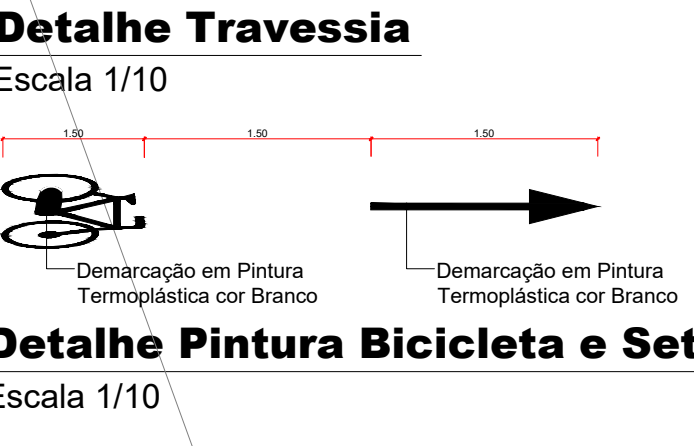 Detalhe Travessia
Escala 1/10
1.50 1.50 1.50
Demarcação em Pintura
Termoplástica cor Branco
Demarcação em Pintura
Termoplástica cor Branco
Detalhe Pintura Bicicleta e Set
Escala 1/10